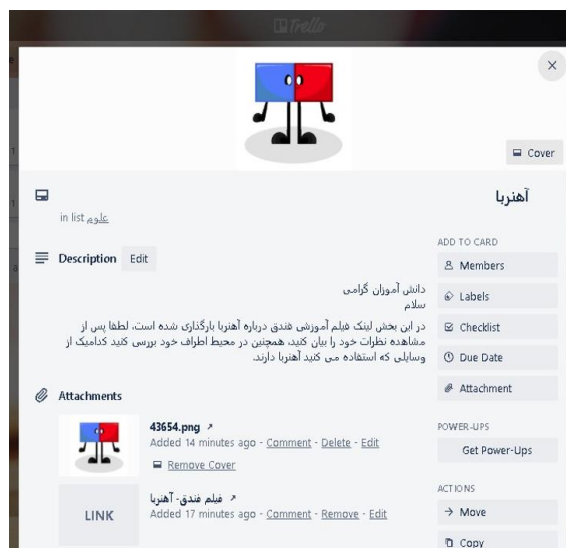 Trello
Cover
آهنربا
in list علوم
Description Edit
دانش آموزان گرامی
سلام
در این بخش لینک فیلم آموزشی فندق درباره آهنربا بارگذاری شده است. لطفا پس از
مشاهده نظرات خود را بیان کنید، همچنین در محیط اطراف خود بررسی کنید کدامیک از
وسایلی که استفاده می کنید آهنربا دارند.
Attachments
43654.png ↗
Added 14 minutes ago - Comment - Delete - Edit
Remove Cover
LINK
فیلم فندق- آهنربا ↗
Added 17 minutes ago - Comment - Remove - Edit
ADD TO CARD
Members
Labels
Checklist
Due Date
Attachment
POWER-UPS
Get Power-Ups
ACTIONS
→ Move
Copy